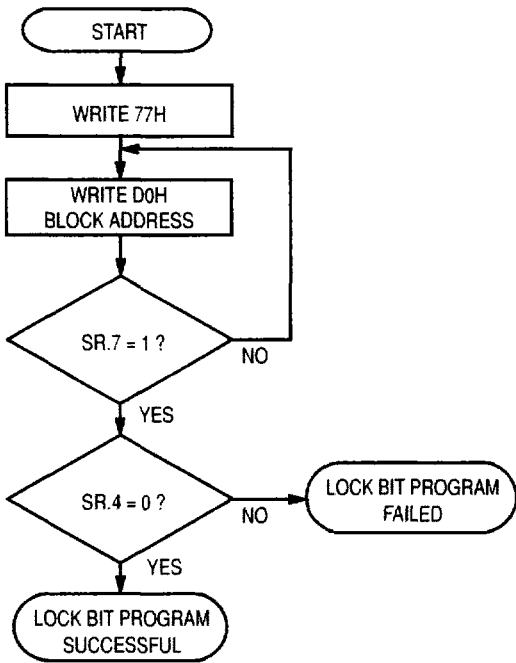 START
WRITE 77H
WRITE D0H
BLOCK ADDRESS
SR.7 = 1 ?
NO
YES
SR.4 = 0 ?
NO
LOCK BIT PROGRAM
FAILED
YES
LOCK BIT PROGRAM
SUCCESSFUL